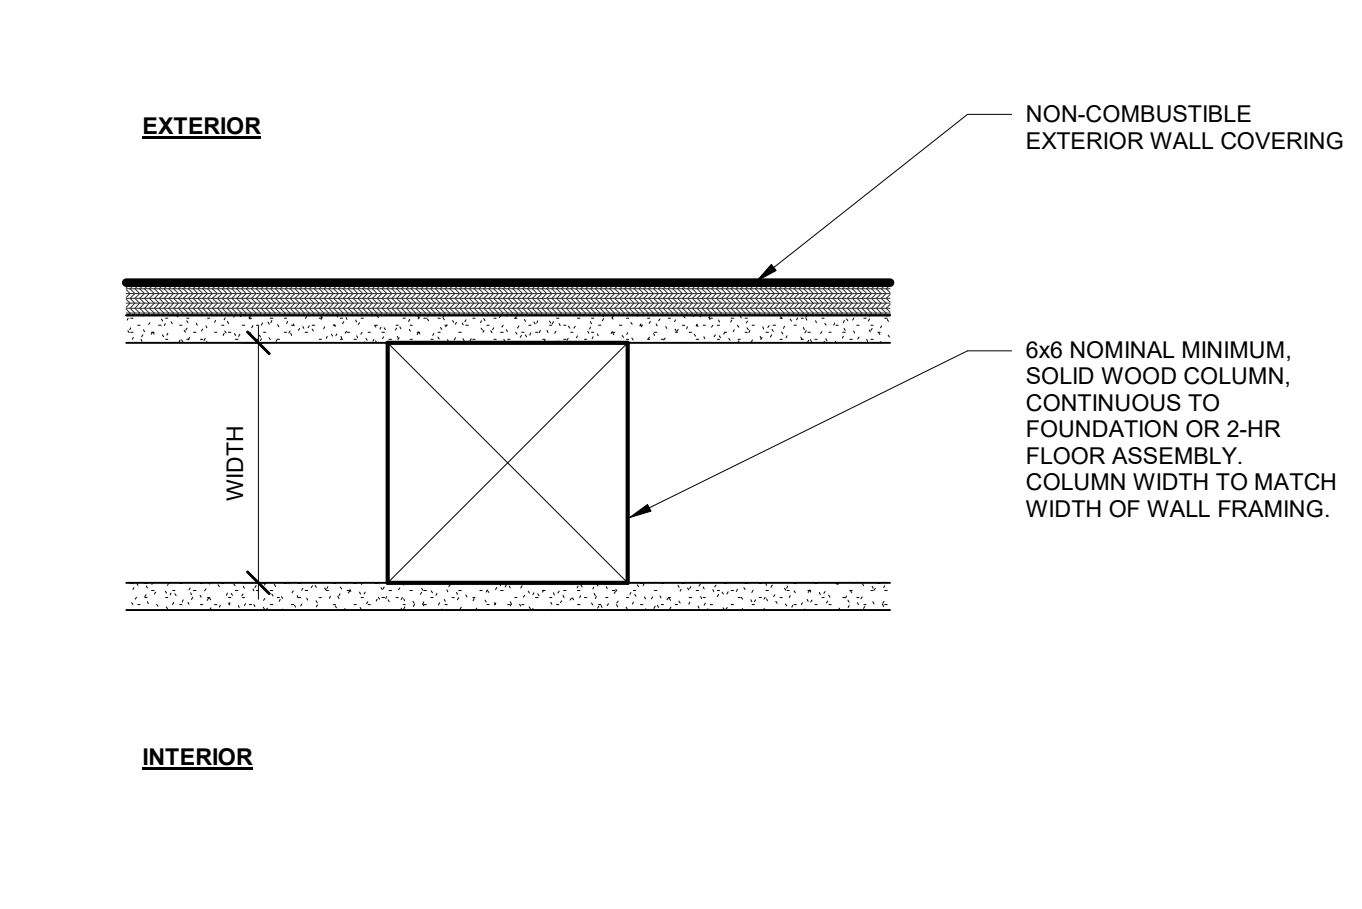 EXTERIOR
NON-COMBUSTIBLE
EXTERIOR WALL COVERING
6x6 NOMINAL MINIMUM,
SOLID WOOD COLUMN,
CONTINUOUS TO
FOUNDATION OR 2-HR
FLOOR ASSEMBLY.
COLUMN WIDTH TO MATCH
WIDTH OF WALL FRAMING.
WIDTH
INTERIOR